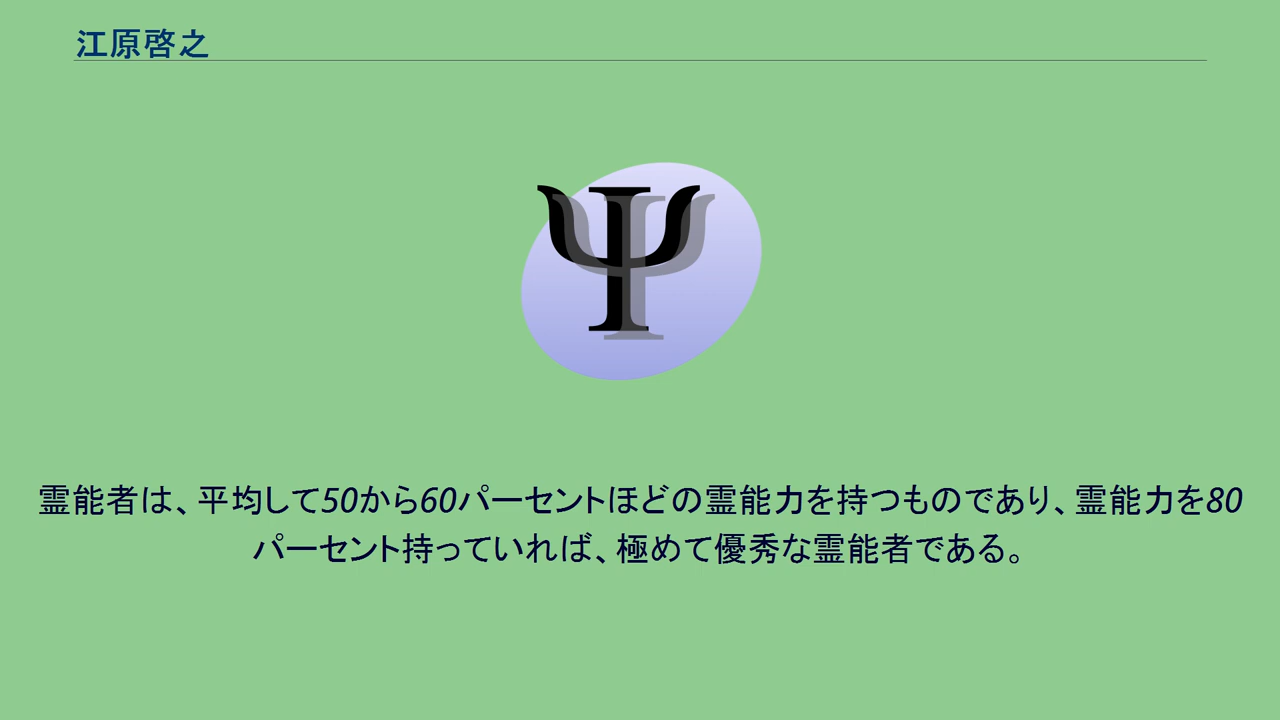 江原啓之
Ψ
霊能者は、平均して50から60パーセントほどの霊能力を持つものであり、霊能力を80
パーセント持っていれば、極めて優秀な霊能者である。